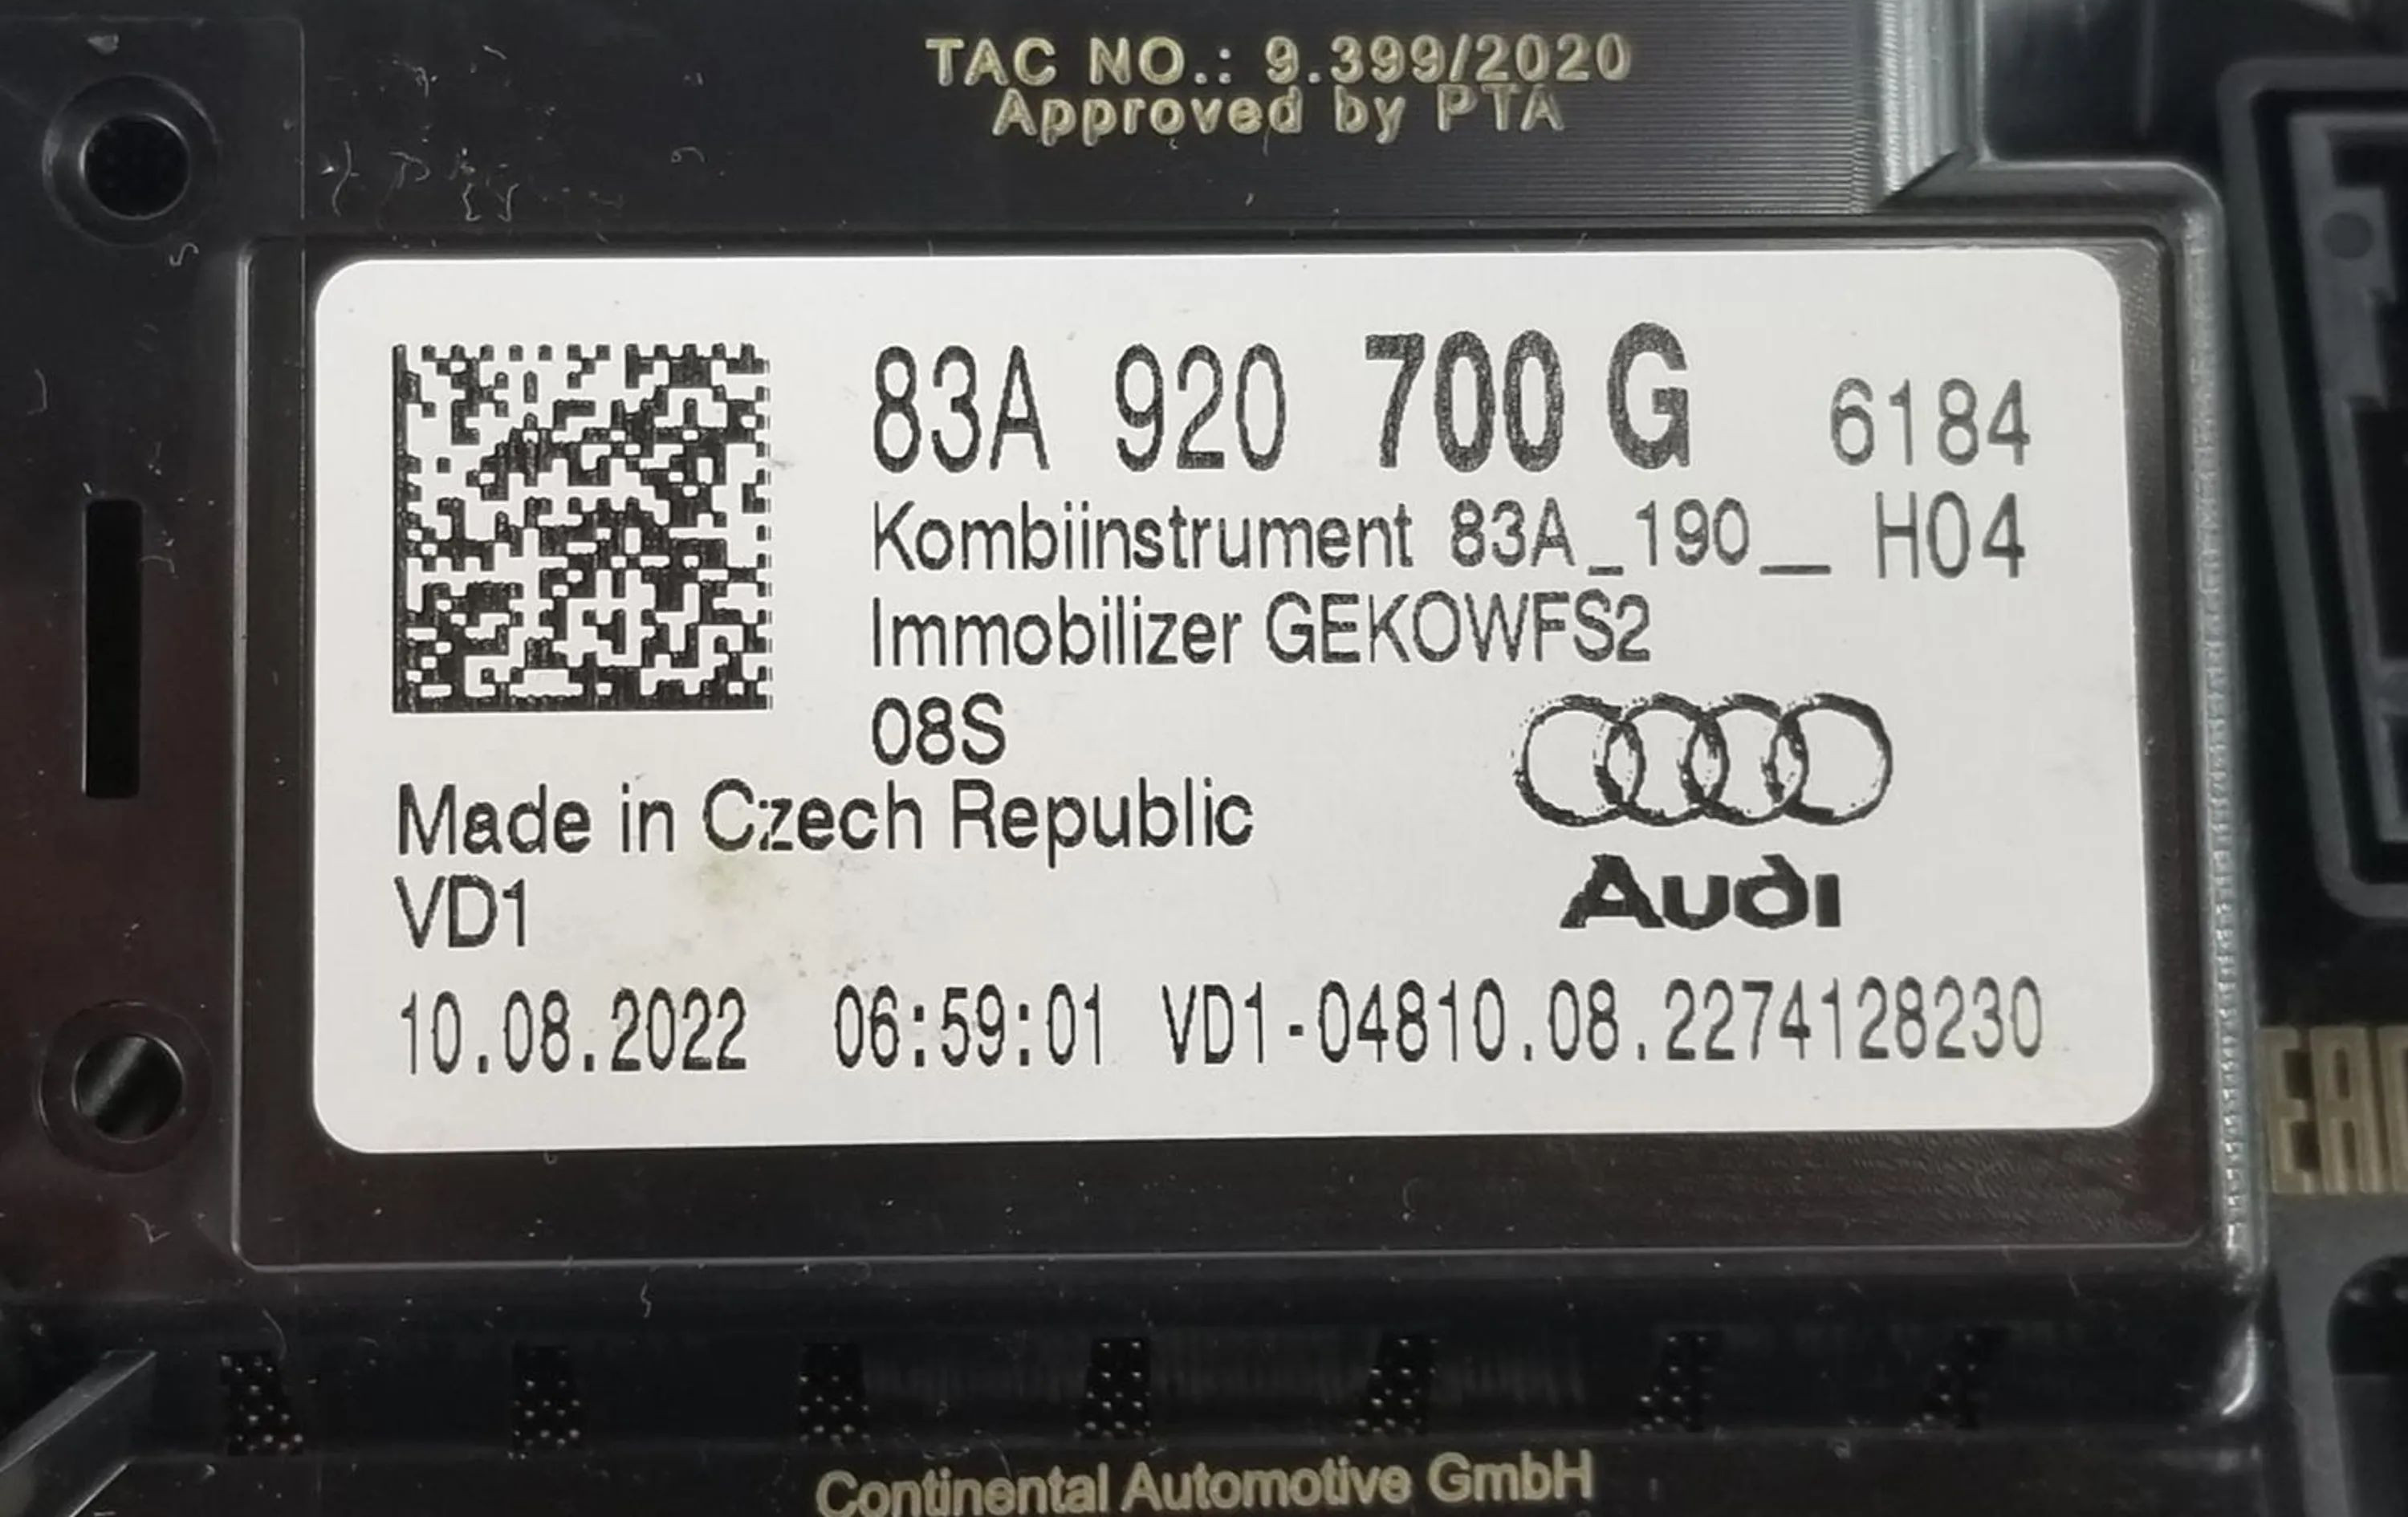 TAC NO.: 9.399/2020
Approved by PTA
83A 920 700 G 6184
Kombiinstrument 83A_190__ H04
Immobilizer GEKOWFS2
08S
Made in Czech Republic
Audi
VD1
10.08.2022 06:59:01 VD1-04810.08.2274128230
Continental Automotive GmbH